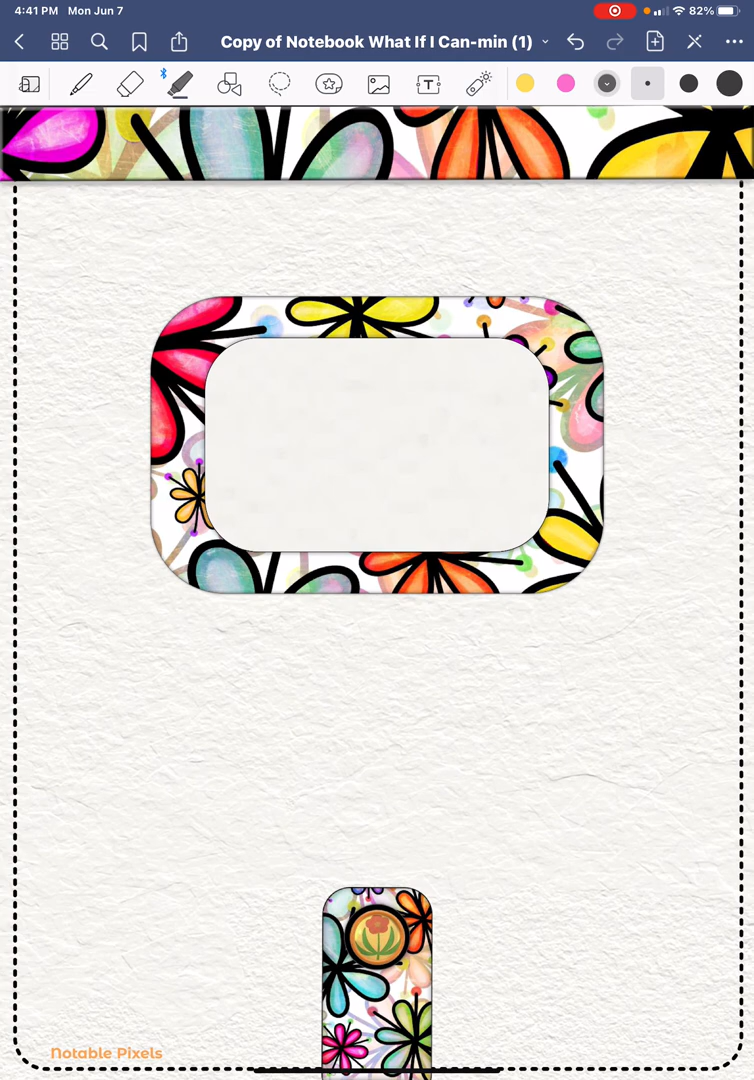 4:41 PM Mon Jun 7 82%
Copy of Notebook What If I Can-min (1)
T
Notable Pixels